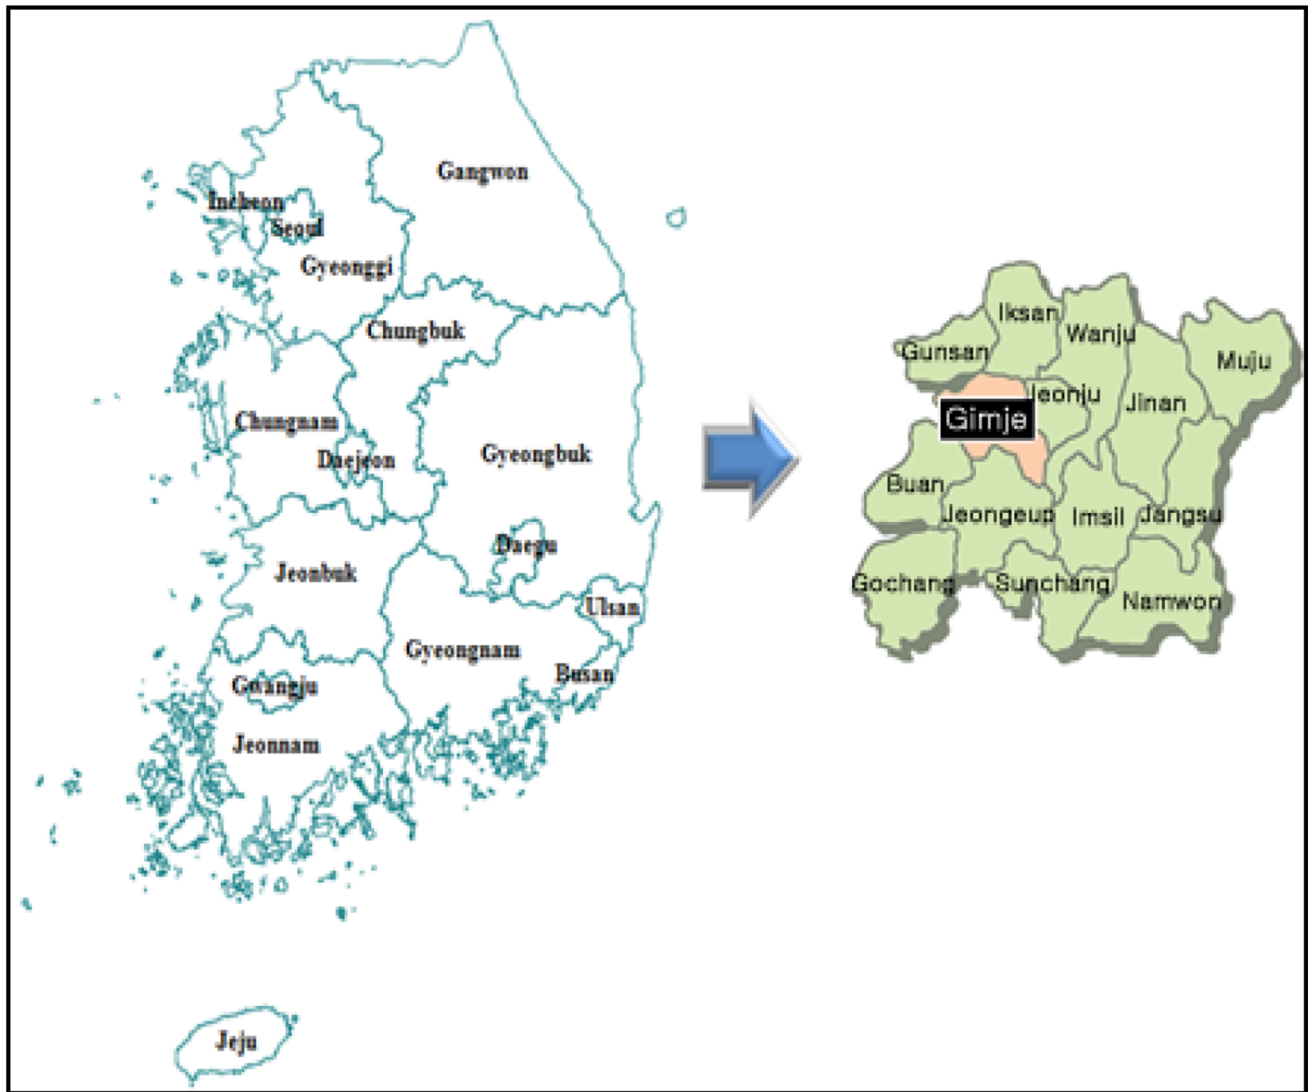 Gangwon
Incheon
Seoul
Gyeonggi
Chungbuk
Chungnam
Daejeon
Gyeongbuk
Daegu
Jeonbuk
Ulsan
Gyeongnam
Busan
Gwangju
Jeonnam
Jeju
Iksan
Wanju
Gunsan
Muju
Jeonju
Jinan
Gimje
Buan
Jeongeup
Imsil
Jangsu
Gochang
Sunchang
Namwon